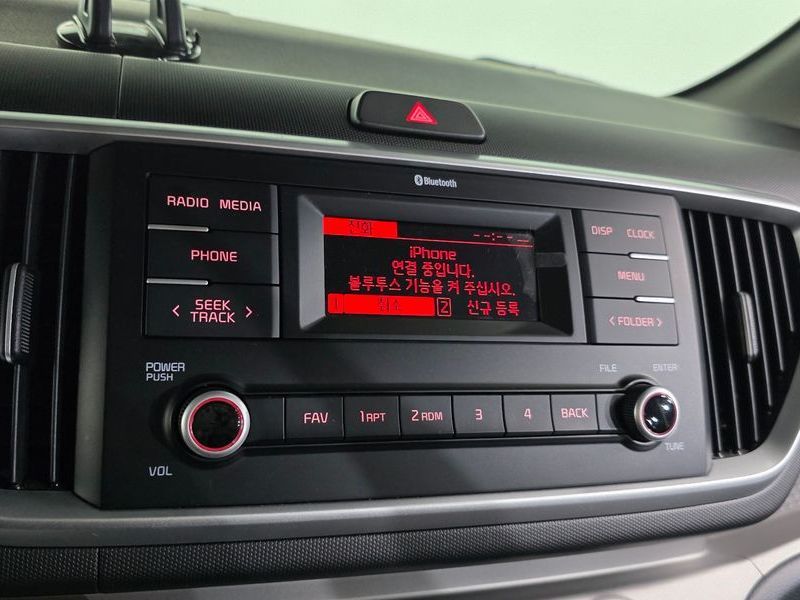 Bluetooth
RADIO MEDIA
PHONE
< SEEK TRACK >
전화
--:--
iPhone
연결 중입니다.
블루투스 기능을 켜 주십시오.
1 취소 2 신규 등록
DISP CLOCK
MENU
< FOLDER >
POWER
PUSH
VOL
FAV 1 RPT 2 RDM 3 4 BACK
FILE ENTER
TUNE